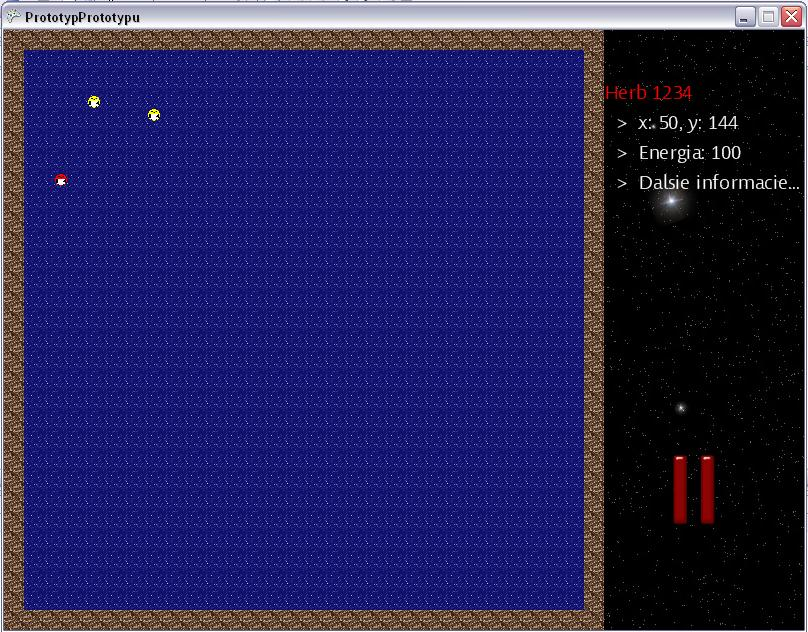 PrototypPrototypu
Herb 1234
> x: 50, y: 144
> Energia: 100
> Dalsie informacie...